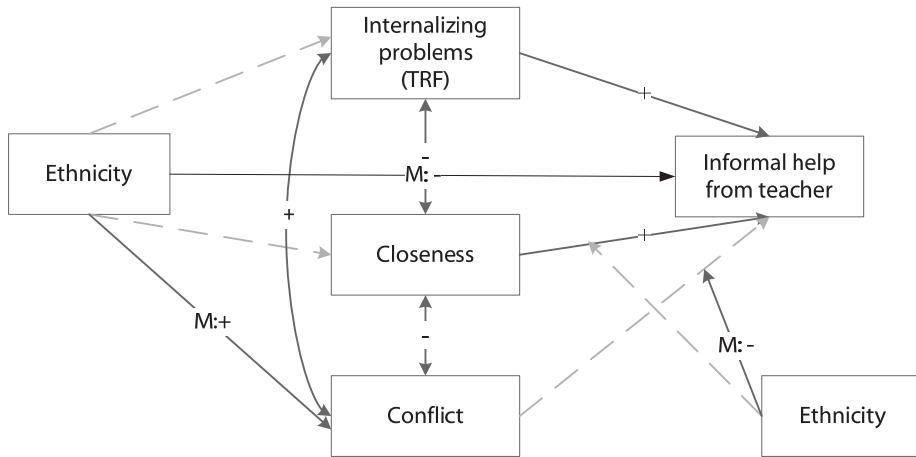 Internalizing
problems
(TRF)
+
Ethnicity
-
M: -
Informal help
from teacher
+
Closeness
+
M:+
-
M: -
Conflict
Ethnicity